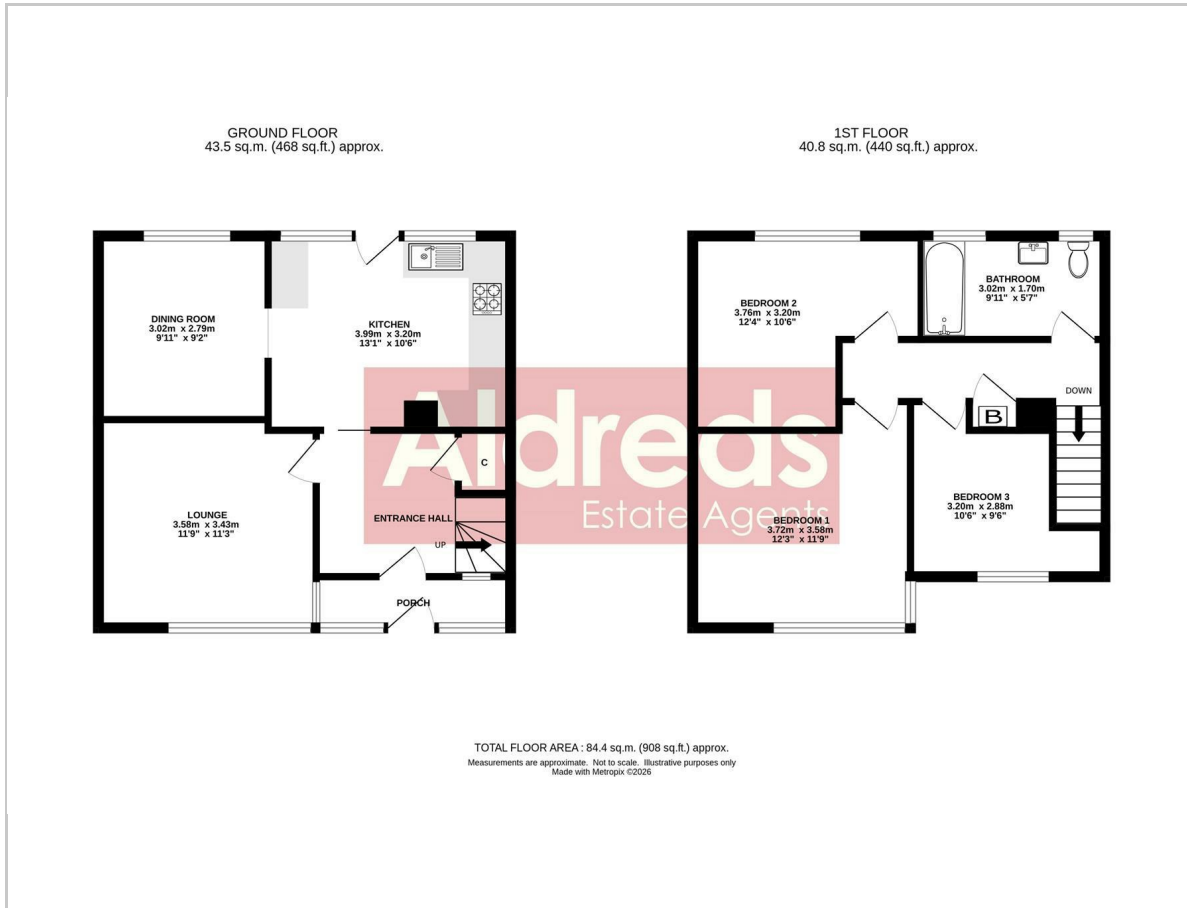 GROUND FLOOR
43.5 sq.m. (468 sq.ft.) approx.
1ST FLOOR
40.8 sq.m. (440 sq.ft.) approx.
DINING ROOM
3.02m x 2.79m
9'11" x 9'2"
KITCHEN
3.99m x 3.20m
13'1" x 10'6"
LOUNGE
3.58m x 3.43m
11'9" x 11'3"
ENTRANCE HALL
C
UP
PORCH
BEDROOM 2
3.76m x 3.20m
12'4" x 10'6"
BATHROOM
3.02m x 1.70m
9'11" x 5'7"
DOWN
B
BEDROOM 1
3.72m x 3.58m
12'3" x 11'9"
BEDROOM 3
3.20m x 2.88m
10'6" x 9'6"
Aldreds
Estate Agents
TOTAL FLOOR AREA : 84.4 sq.m. (908 sq.ft.) approx.
Measurements are approximate. Not to scale. Illustrative purposes only
Made with Metropix ©2026